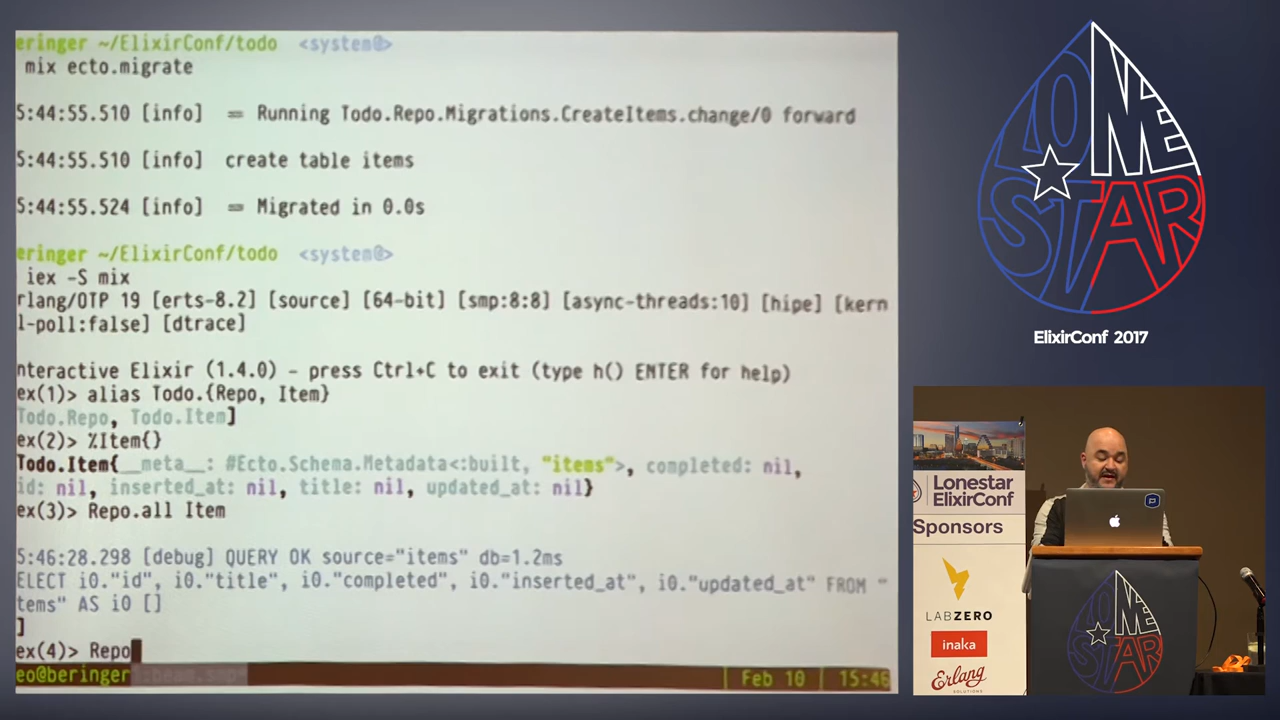 eringer ~/ElixirConf/todo <system@>
mix ecto.migrate
5:44:55.510 [info] == Running Todo.Repo.Migrations.CreateItems.change/0 forward
5:44:55.510 [info] create table items
5:44:55.524 [info] == Migrated in 0.0s
eringer ~/ElixirConf/todo <system@>
iex -S mix
rlang/OTP 19 [erts-8.2] [source] [64-bit] [smp:8:8] [async-threads:10] [hipe] [kern
l-poll:false] [dtrace]
nteractive Elixir (1.4.0) - press Ctrl+C to exit (type h() ENTER for help)
ex(1)> alias Todo.{Repo, Item}
Todo.Repo, Todo.Item]
ex(2)> %Item{}
Todo.Item{__meta__: #Ecto.Schema.Metadata<:built, "items">, completed: nil,
id: nil, inserted_at: nil, title: nil, updated_at: nil}
ex(3)> Repo.all Item
5:46:28.298 [debug] QUERY OK source="items" db=1.2ms
ELECT i0."id", i0."title", i0."completed", i0."inserted_at", i0."updated_at" FROM "
tems" AS i0 []
]
ex(4)> Repo
eo@beringer 1:beam.smp* Feb 10 15:46
LONE
STAR
ElixirConf 2017
Lonestar
ElixirConf
Sponsors
LABZERO
inaka
Erlang
SOLUTIONS
LONE
STAR